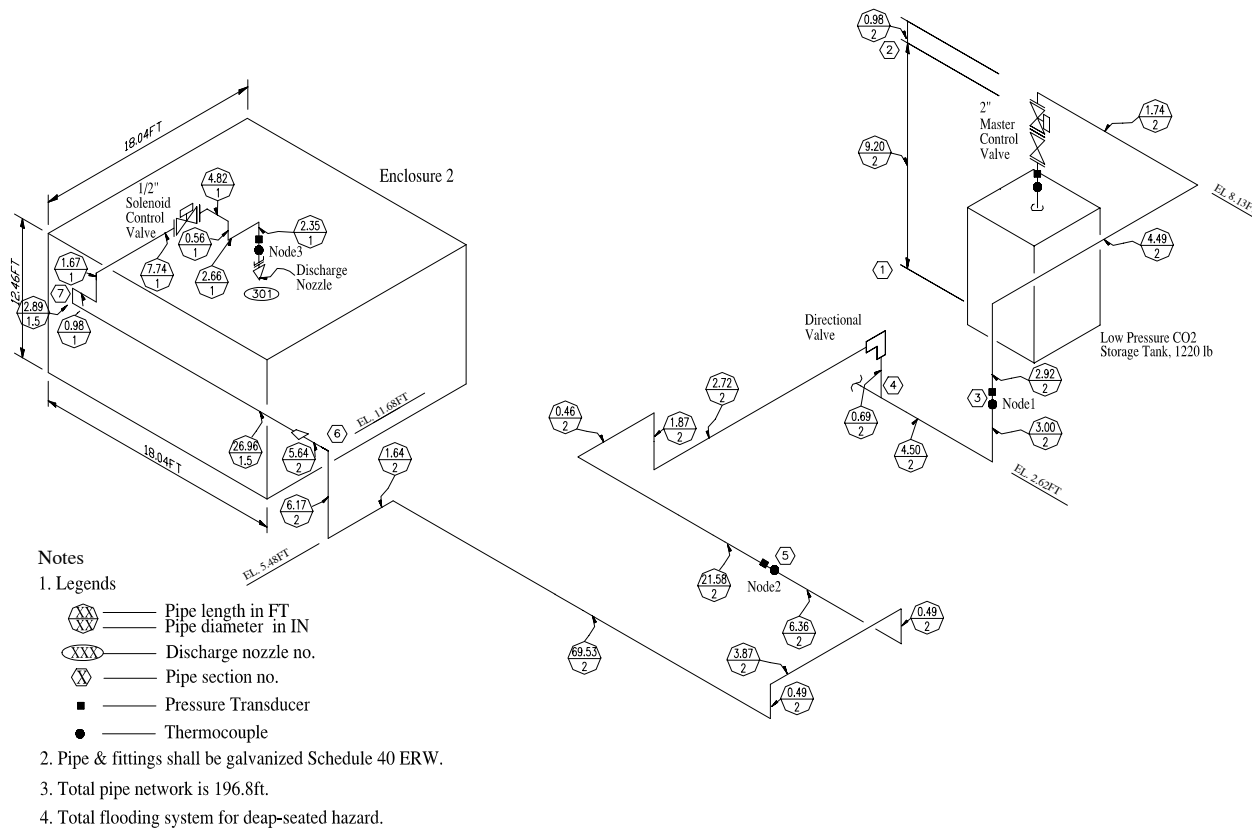 0.98
2
2
2"
Master
Control
Valve
1.74
2
9.20
2
18.04FT
Enclosure 2
4.82
1
1/2"
Solenoid
Control
Valve
EL 8.13F
2.35
1
0.56
1
Node3
4.49
2
1.67
1
7.74
1
2.66
1
Discharge
Nozzle
301
1
12.46FT
7
2.89
1.5
0.98
1
Directional
Valve
Low Pressure CO2
Storage Tank, 1220 lb
2.92
2
4
3
Node1
2.72
2
0.46
2
1.87
2
0.69
2
3.00
2
EL. 11.68FT
6
26.96
1.5
5.64
2
1.64
2
4.50
2
18.04FT
EL. 2.62FT
6.17
2
5
Node2
21.58
2
EL. 5.48FT
6.36
2
0.49
2
69.53
2
3.87
2
0.49
2
Notes
1. Legends
XX
XX
Pipe length in FT
Pipe diameter in IN
XXX
Discharge nozzle no.
X
Pipe section no.
Pressure Transducer
Thermocouple
2. Pipe & fittings shall be galvanized Schedule 40 ERW.
3. Total pipe network is 196.8ft.
4. Total flooding system for deap-seated hazard.